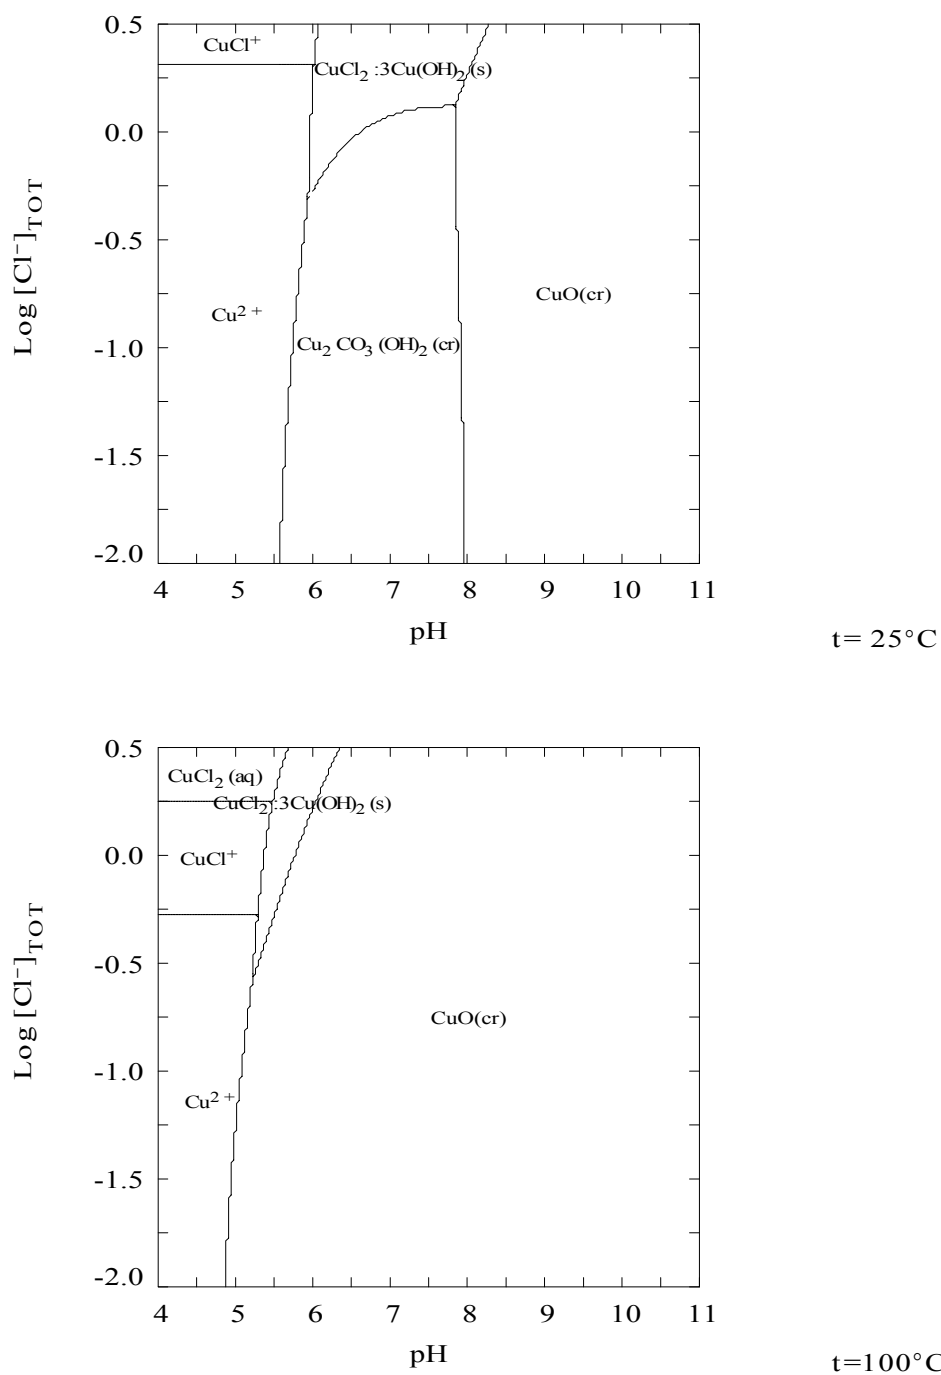 0.5
CuCl⁺
CuCl₂ :3Cu(OH)₂ (s)
0.0
Log [Cl⁻]TOT
-0.5
CuO(cr)
Cu²⁺
-1.0
Cu₂ CO₃ (OH)₂ (cr)
-1.5
-2.0
4 5 6 7 8 9 10 11
pH
t= 25°C
0.5
CuCl₂ (aq)
CuCl₂:3Cu(OH)₂ (s)
0.0
CuCl⁺
Log [Cl⁻]TOT
-0.5
CuO(cr)
-1.0
Cu²⁺
-1.5
-2.0
4 5 6 7 8 9 10 11
pH
t=100°C